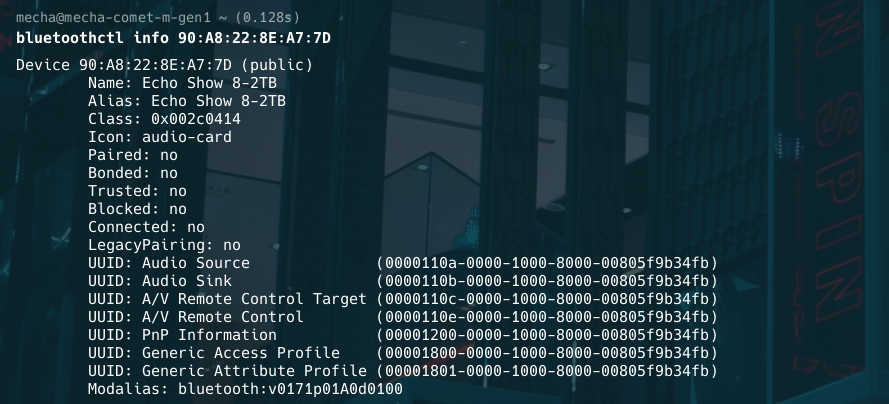 mecha@mecha-comet-m-gen1 ~ (0.128s)
bluetoothctl info 90:A8:22:8E:A7:7D
Device 90:A8:22:8E:A7:7D (public)
        Name: Echo Show 8-2TB
        Alias: Echo Show 8-2TB
        Class: 0x002c0414
        Icon: audio-card
        Paired: no
        Bonded: no
        Trusted: no
        Blocked: no
        Connected: no
        LegacyPairing: no
        UUID: Audio Source              (0000110a-0000-1000-8000-00805f9b34fb)
        UUID: Audio Sink                (0000110b-0000-1000-8000-00805f9b34fb)
        UUID: A/V Remote Control Target (0000110c-0000-1000-8000-00805f9b34fb)
        UUID: A/V Remote Control        (0000110e-0000-1000-8000-00805f9b34fb)
        UUID: PnP Information           (00001200-0000-1000-8000-00805f9b34fb)
        UUID: Generic Access Profile    (00001800-0000-1000-8000-00805f9b34fb)
        UUID: Generic Attribute Profile (00001801-0000-1000-8000-00805f9b34fb)
        Modalias: bluetooth:v0171p01A0d0100
SPIN